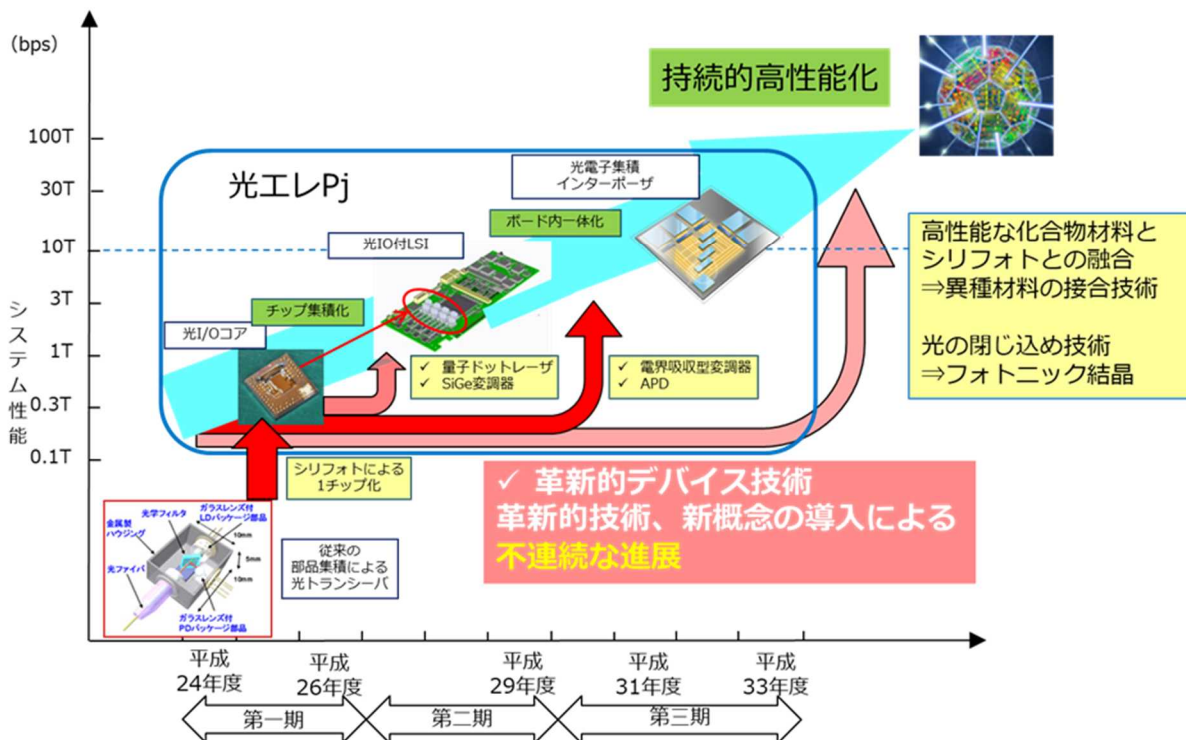 (bps)
100T
30T
10T
3T
1T
0.3T
0.1T
システム性能
持続的高性能化
光エレPj
光電子集積
インターポーザ
ボード内一体化
光IO付LSI
チップ集積化
光I/Oコア
✓ 量子ドットレーザ
✓ SiGe変調器
✓ 電界吸収型変調器
✓ APD
高性能な化合物材料と
シリフォトとの融合
⇒異種材料の接合技術
光の閉じ込め技術
⇒フォトニック結晶
シリフォトによる
1チップ化
✓ 革新的デバイス技術
革新的技術、新概念の導入による
不連続な進展
ガラスレンズ付
LDパッケージ部品
光学フィルタ
金属製
ハウジング
10mm
5mm
10mm
光ファイバ
ガラスレンズ付
PDパッケージ部品
従来の
部品集積による
光トランシーバ
平成
24年度
平成
26年度
平成
29年度
平成
31年度
平成
33年度
第一期
第二期
第三期